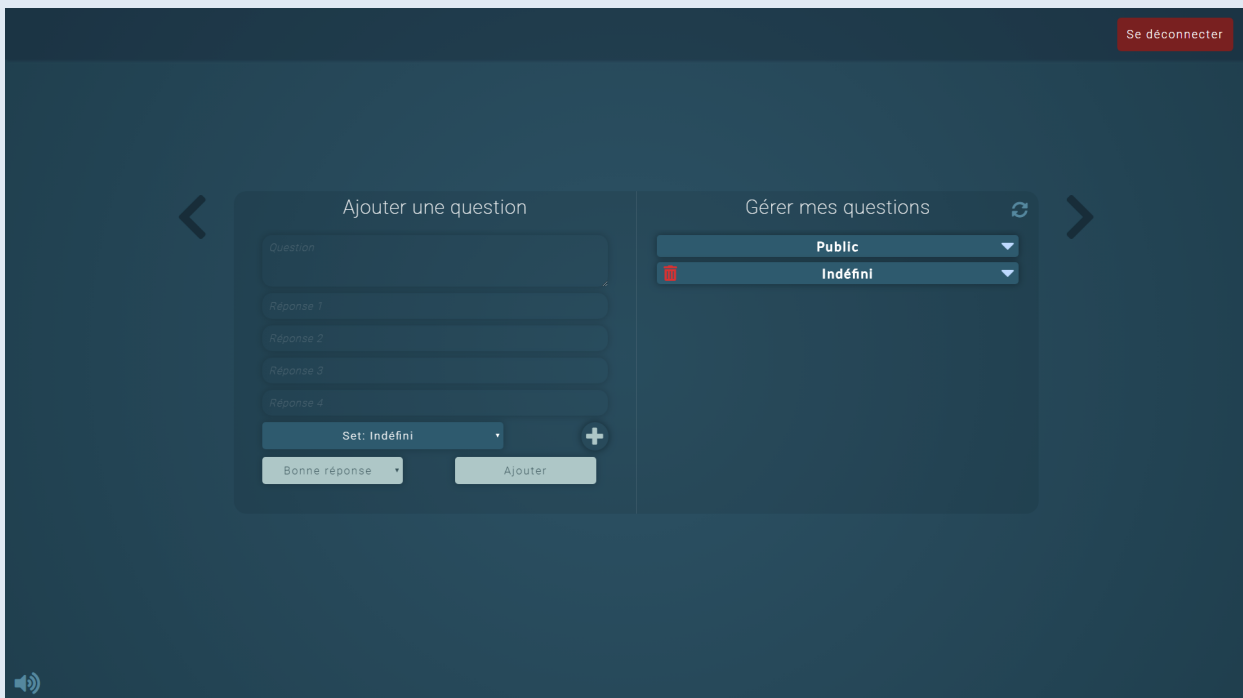 Se déconnecter
Ajouter une question
Question
Réponse 1
Réponse 2
Réponse 3
Réponse 4
Set: Indéfini
Bonne réponse
Ajouter
Gérer mes questions
Public
Indéfini